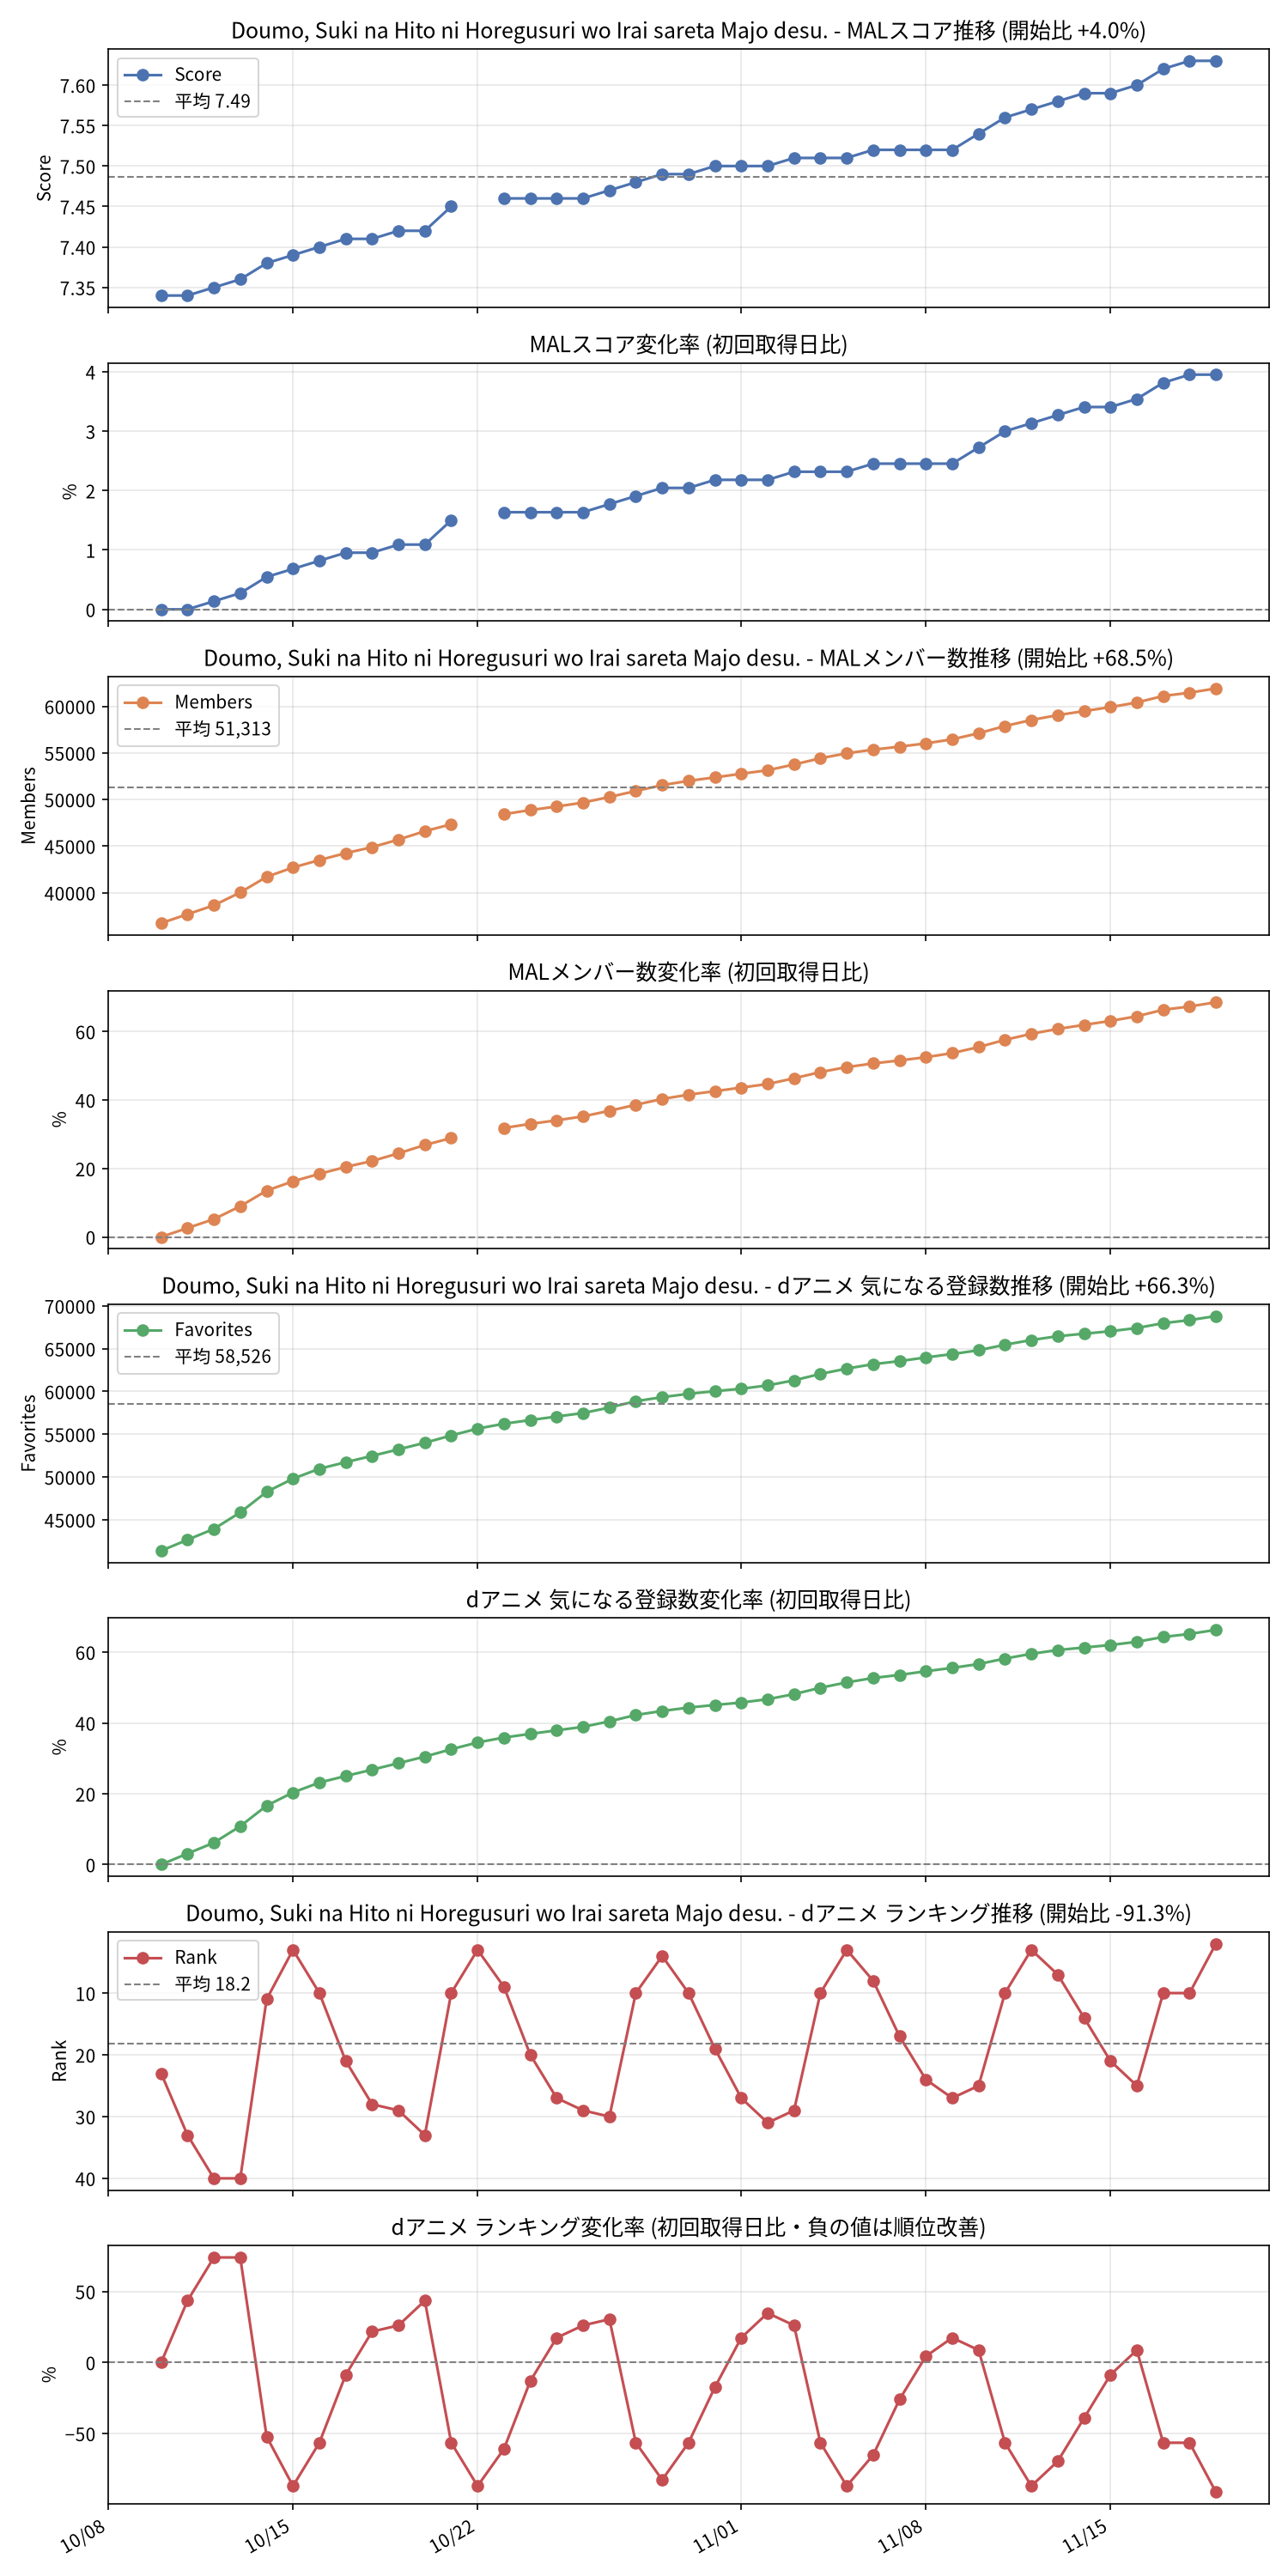 Doumo, Suki na Hito ni Horegusuri wo Irai sareta Majo desu. - MALスコア推移 (開始比 +4.0%)
Score
平均 7.49
Score
7.60
7.55
7.50
7.45
7.40
7.35
MALスコア変化率 (初回取得日比)
%
4
3
2
1
0
Doumo, Suki na Hito ni Horegusuri wo Irai sareta Majo desu. - MALメンバー数推移 (開始比 +68.5%)
Members
平均 51,313
Members
60000
55000
50000
45000
40000
MALメンバー数変化率 (初回取得日比)
%
60
40
20
0
Doumo, Suki na Hito ni Horegusuri wo Irai sareta Majo desu. - dアニメ 気になる登録数推移 (開始比 +66.3%)
Favorites
平均 58,526
Favorites
70000
65000
60000
55000
50000
45000
dアニメ 気になる登録数変化率 (初回取得日比)
%
60
40
20
0
Doumo, Suki na Hito ni Horegusuri wo Irai sareta Majo desu. - dアニメ ランキング推移 (開始比 -91.3%)
Rank
平均 18.2
Rank
10
20
30
40
dアニメ ランキング変化率 (初回取得日比・負の値は順位改善)
%
50
0
−50
10/08
10/15
10/22
11/01
11/08
11/15